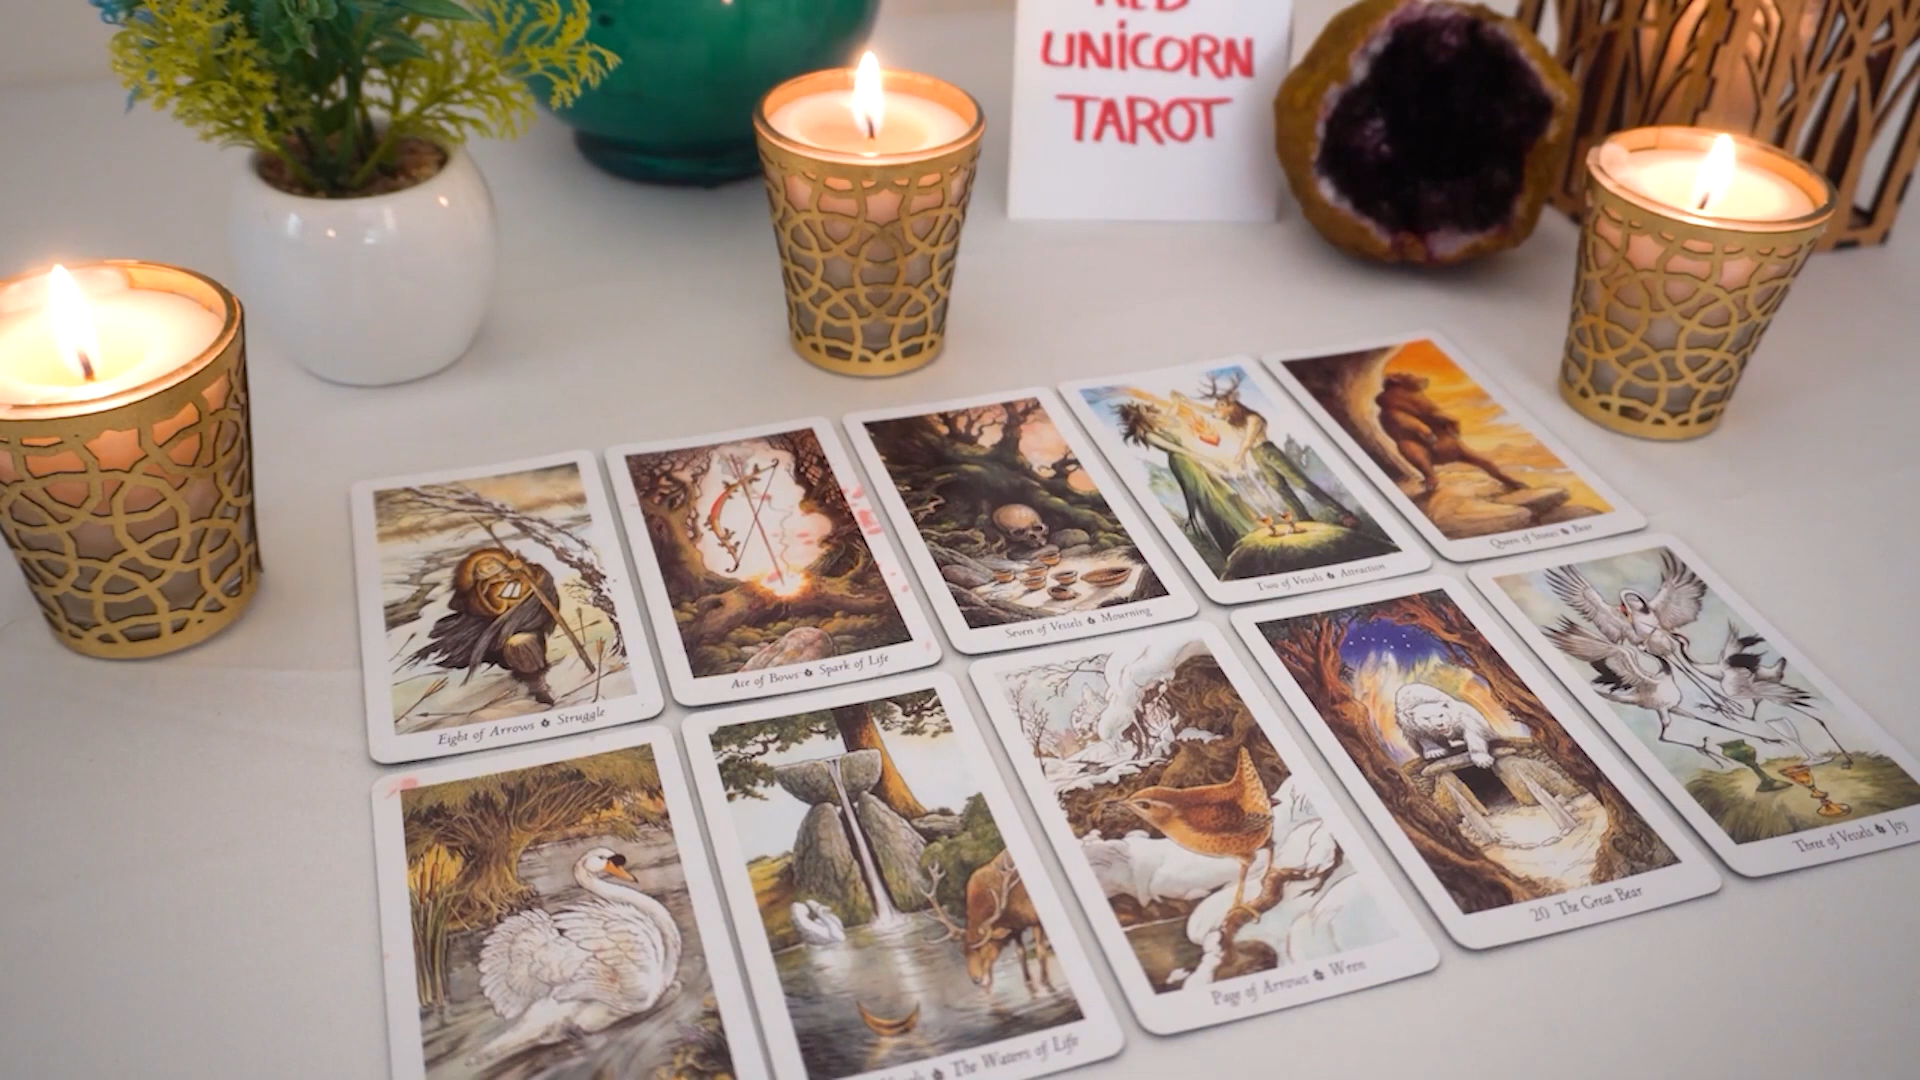 RED
UNICORN
TAROT
Queen of Stones Bear
Two of Vessels Attraction
Seven of Vessels Mourning
Ace of Bows Spark of Life
Eight of Arrows Struggle
Three of Vessels Joy
20 The Great Bear
Page of Arrows Wren
The Waters of Life